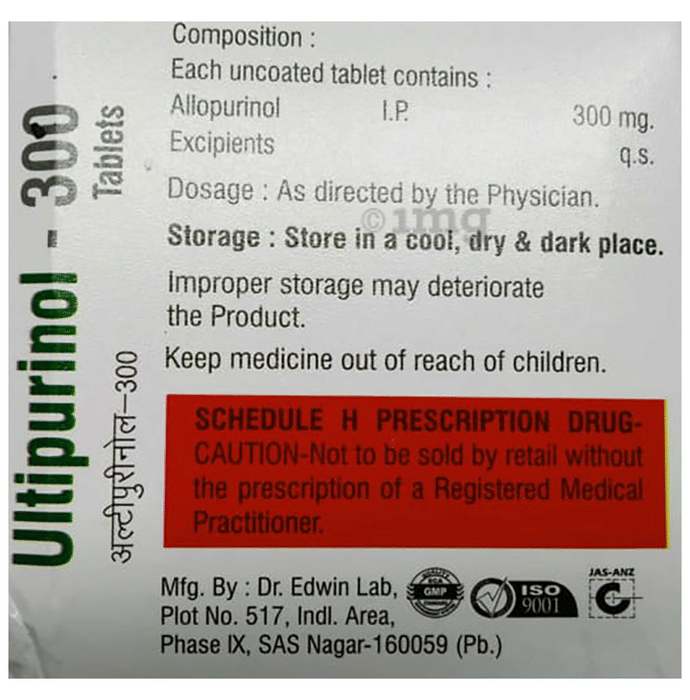 Ultipurinol - 300
Tablets
अल्टीपुरीनोल–300
Composition :
Each uncoated tablet contains :
Allopurinol I.P. 300 mg.
Excipients q.s.
Dosage : As directed by the Physician.
©1mg
Storage : Store in a cool, dry & dark place.
Improper storage may deteriorate
the Product.
Keep medicine out of reach of children.
SCHEDULE H PRESCRIPTION DRUG-
CAUTION-Not to be sold by retail without
the prescription of a Registered Medical
Practitioner.
Mfg. By : Dr. Edwin Lab,
Plot No. 517, Indl. Area,
Phase IX, SAS Nagar-160059 (Pb.)
GMP
ISO
9001
JAS-ANZ